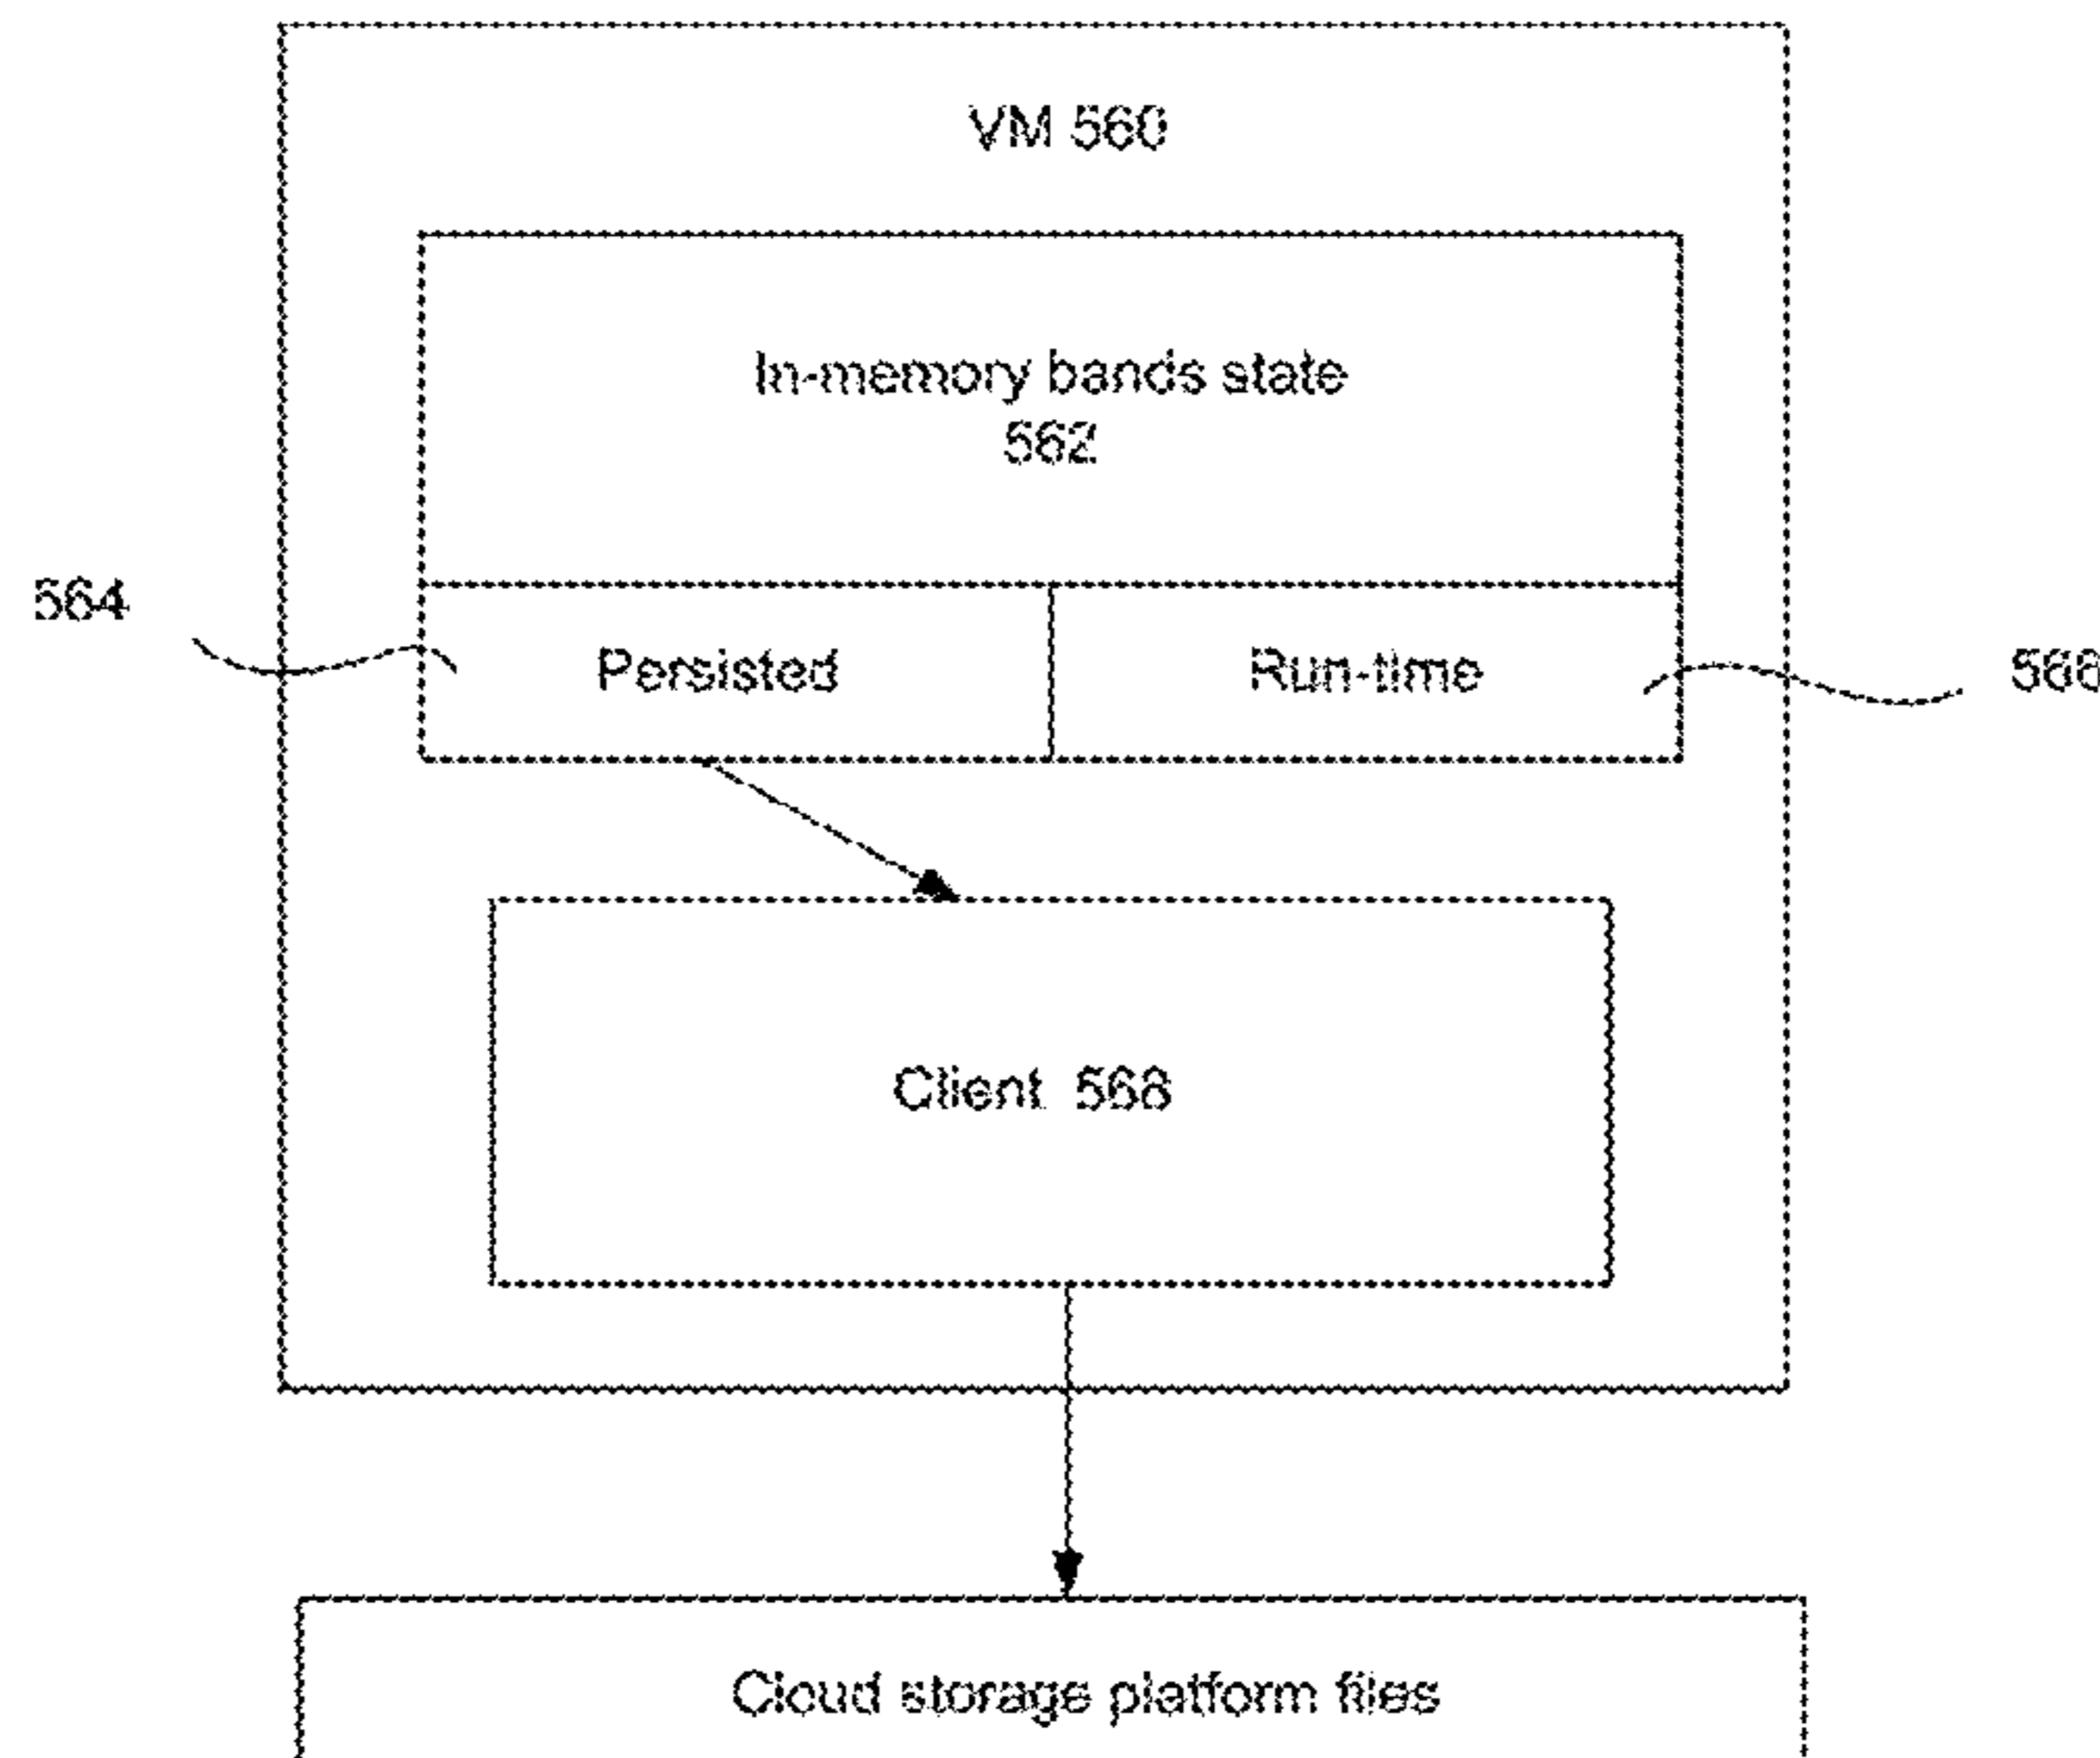 VM 560
In-memory bands state
562
564
Persisted
Run-time
566
Client 568
Cloud storage platform files